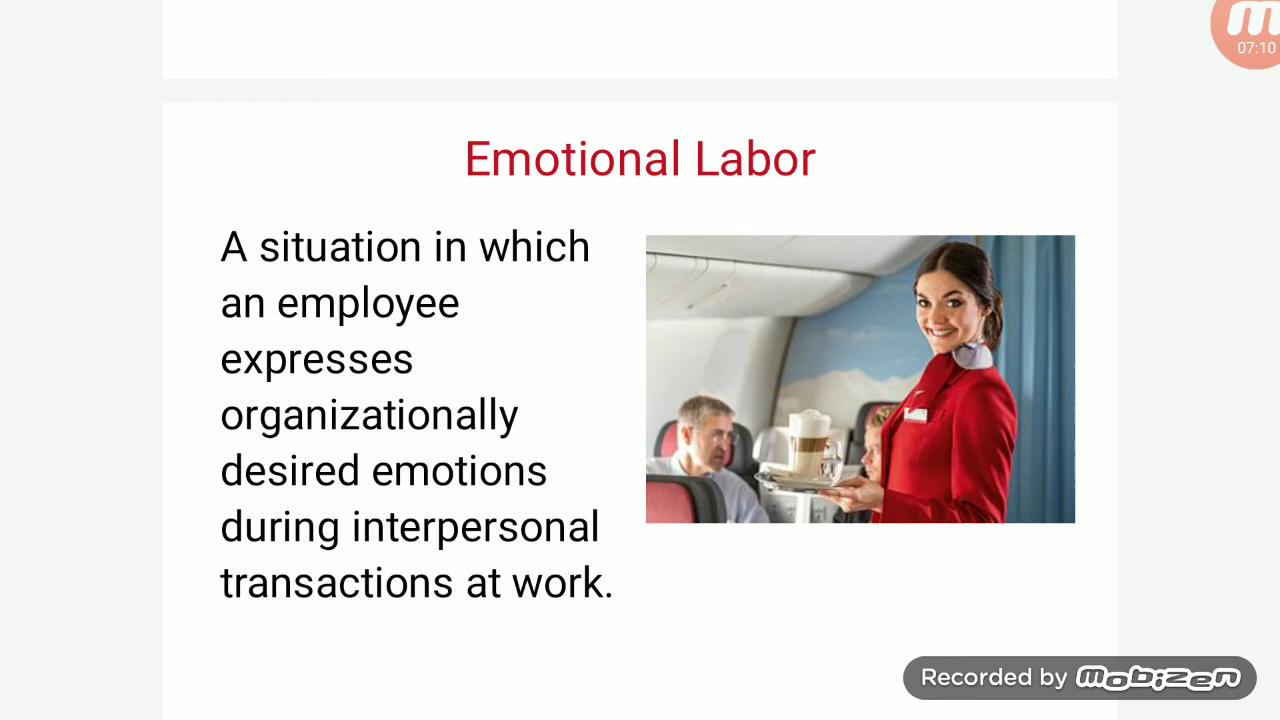 07:10
Emotional Labor
A situation in which
an employee
expresses
organizationally
desired emotions
during interpersonal
transactions at work.
Recorded by mobizen